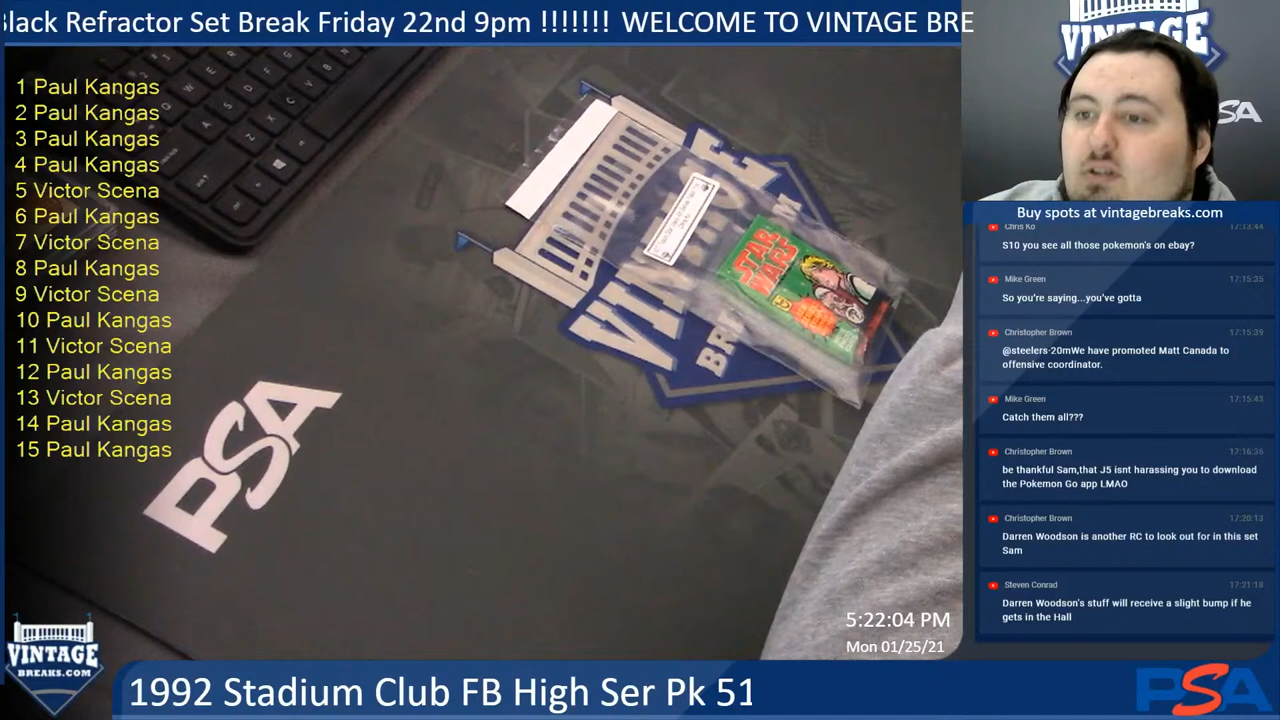 Black Refractor Set Break Friday 22nd 9pm !!!!!!! WELCOME TO VINTAGE BRE
1 Paul Kangas
2 Paul Kangas
3 Paul Kangas
4 Paul Kangas
5 Victor Scena
6 Paul Kangas
7 Victor Scena
8 Paul Kangas
9 Victor Scena
10 Paul Kangas
11 Victor Scena
12 Paul Kangas
13 Victor Scena
14 Paul Kangas
15 Paul Kangas
STAR
WARS
PSA
VINTAGE
PSA
Buy spots at vintagebreaks.com
Chris Ko 17:13:44
S10 you see all those pokemon's on ebay?
Mike Green 17:15:35
So you're saying...you've gotta
Christopher Brown 17:15:39
@steelers-20mWe have promoted Matt Canada to
offensive coordinator.
Mike Green 17:15:43
Catch them all???
Christopher Brown 17:16:36
be thankful Sam,that J5 isnt harassing you to download
the Pokemon Go app LMAO
Christopher Brown 17:20:13
Darren Woodson is another RC to look out for in this set
Sam
Steven Conrad 17:21:18
Darren Woodson's stuff will receive a slight bump if he
gets in the Hall
5:22:04 PM
Mon 01/25/21
VINTAGE
BREAKS.COM
1992 Stadium Club FB High Ser Pk 51
PSA